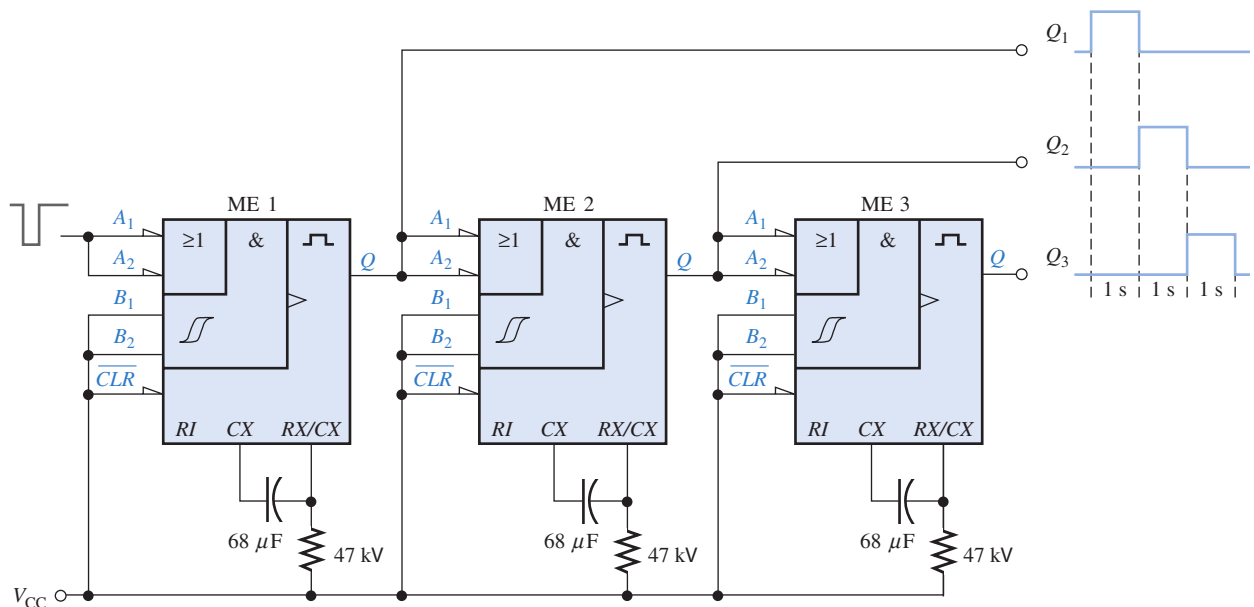 Q1
Q2
ME 1
ME 2
ME 3
A1
≥1
&
A1
≥1
&
A1
≥1
&
A2
Q
A2
Q
A2
Q
Q3
B1
B1
B1
1 s
1 s
1 s
B2
B2
B2
CLR
CLR
CLR
RI
CX
RX/CX
RI
CX
RX/CX
RI
CX
RX/CX
68 μF
47 kV
68 μF
47 kV
68 μF
47 kV
VCC